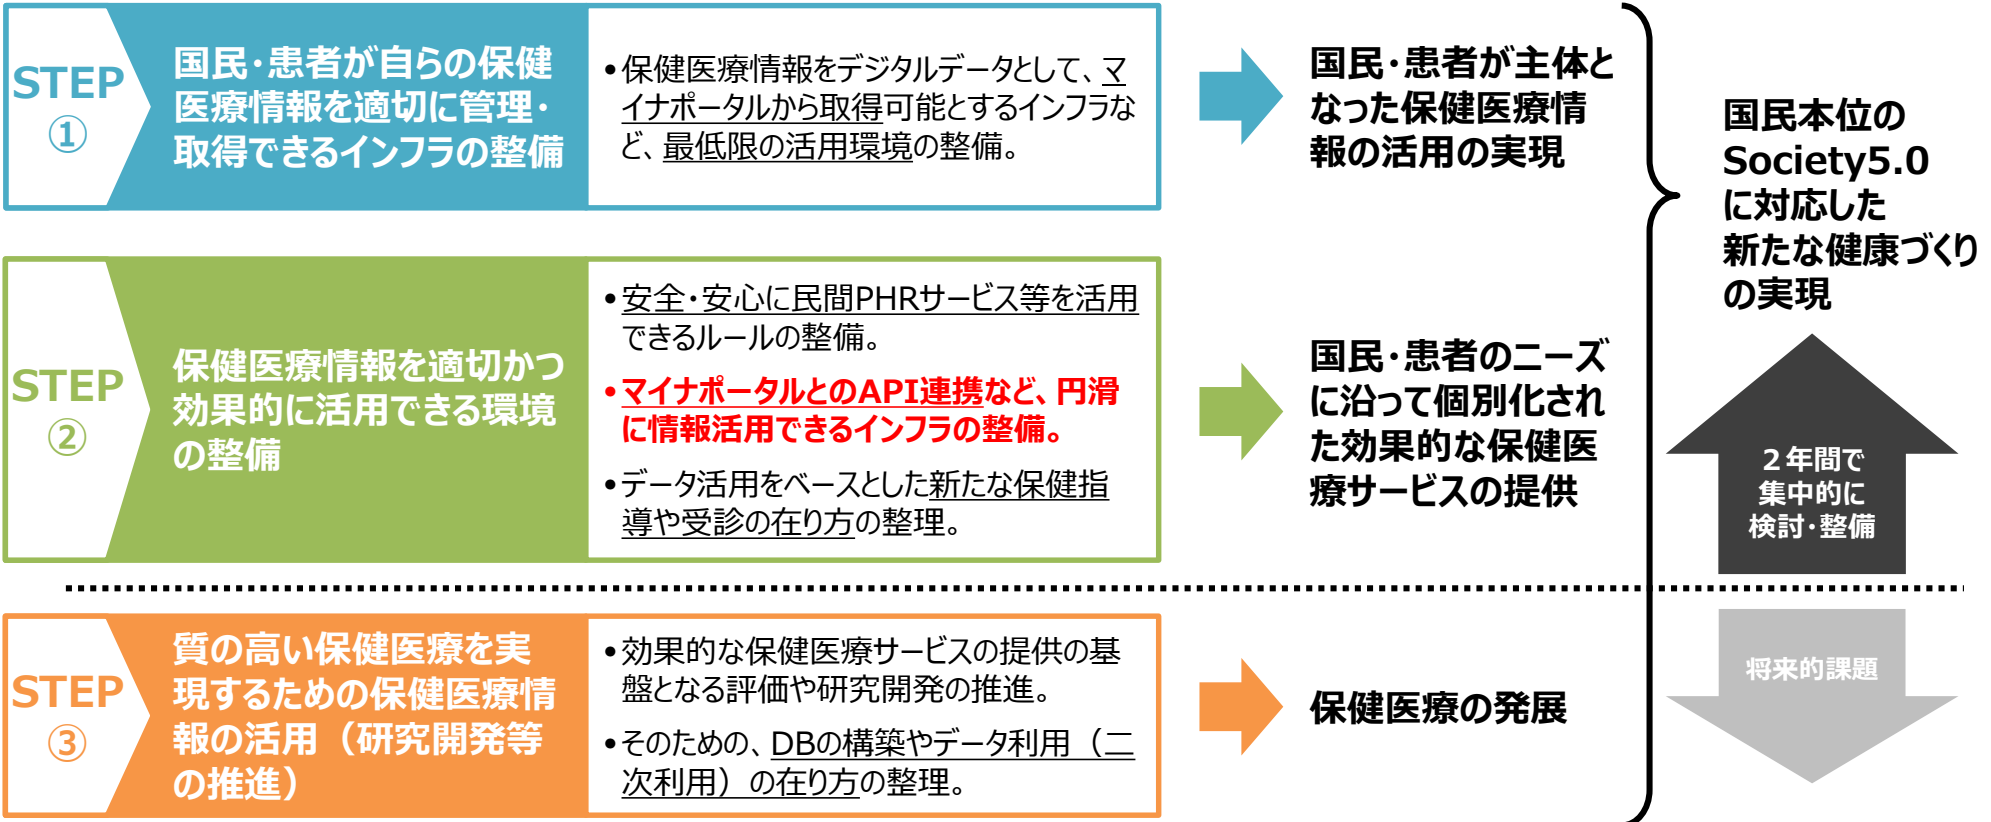 STEP
①
国民・患者が自らの保健
医療情報を適切に管理・
取得できるインフラの整備
•保健医療情報をデジタルデータとして、マ
イナポータルから取得可能とするインフラな
ど、最低限の活用環境の整備。
国民・患者が主体と
なった保健医療情
報の活用の実現
STEP
②
保健医療情報を適切かつ
効果的に活用できる環境
の整備
•安全・安心に民間PHRサービス等を活用
できるルールの整備。
•マイナポータルとのAPI連携など、円滑
に情報活用できるインフラの整備。
•データ活用をベースとした新たな保健指
導や受診の在り方の整理。
国民・患者のニーズ
に沿って個別化され
た効果的な保健医
療サービスの提供
STEP
③
質の高い保健医療を実
現するための保健医療情
報の活用（研究開発等
の推進）
•効果的な保健医療サービスの提供の基
盤となる評価や研究開発の推進。
•そのための、DBの構築やデータ利用（二
次利用）の在り方の整理。
保健医療の発展
国民本位の
Society5.0
に対応した
新たな健康づくり
の実現
２年間で
集中的に
検討・整備
将来的課題